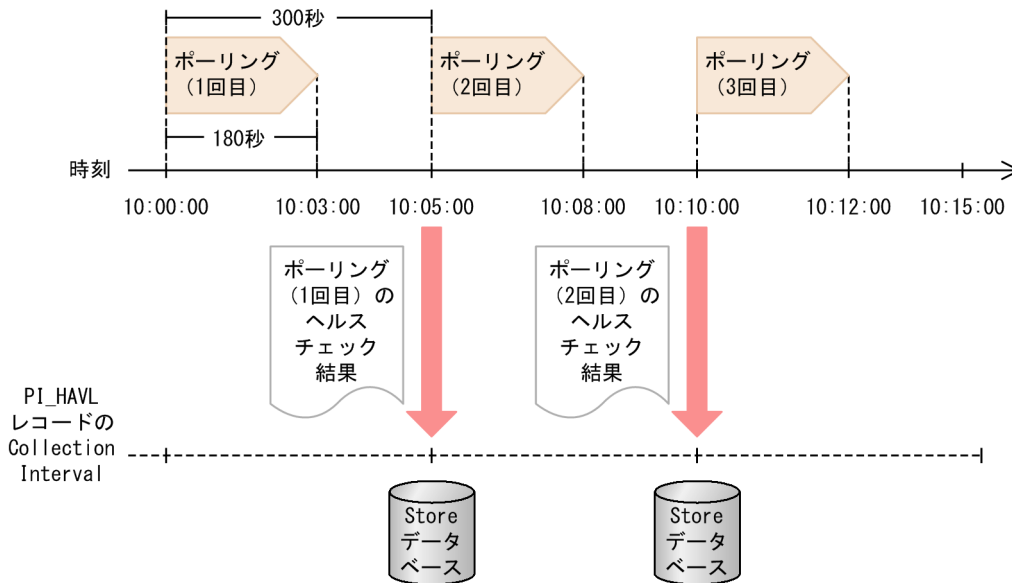 300秒
ポーリング
(1回目)
ポーリング
(2回目)
ポーリング
(3回目)
180秒
時刻
10:00:00
10:03:00
10:05:00
10:08:00
10:10:00
10:12:00
10:15:00
ポーリング
(1回目)の
ヘルス
チェック
結果
ポーリング
(2回目)の
ヘルス
チェック
結果
PI_HAVL
レコードの
Collection
Interval
Store
データ
ベース
Store
データ
ベース